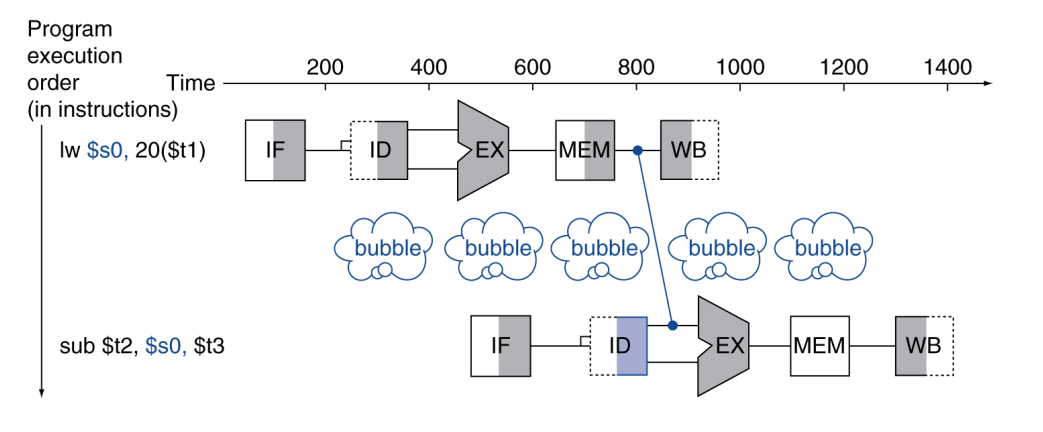 Program
execution
order
(in instructions)
Time
200 400 600 800 1000 1200 1400
lw $s0, 20($t1)
IF ID EX MEM WB
bubble bubble bubble bubble bubble
sub $t2, $s0, $t3
IF ID EX MEM WB